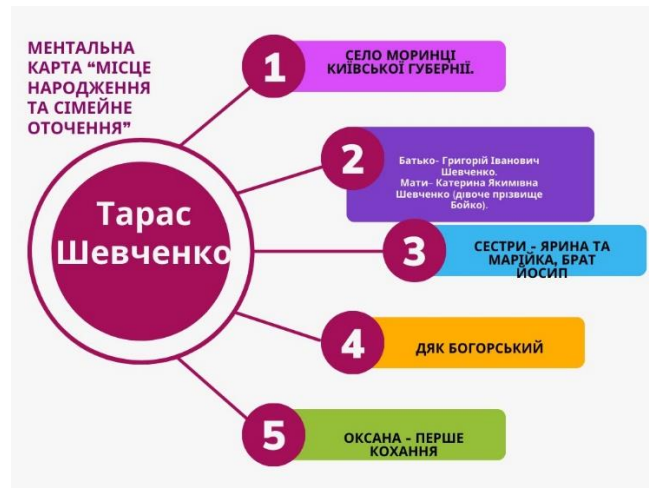 МЕНТАЛЬНА
КАРТА “МІСЦЕ
НАРОДЖЕННЯ
ТА СІМЕЙНЕ
ОТОЧЕННЯ”
Тарас
Шевченко
1
СЕЛО МОРИНЦІ
КИЇВСЬКОЇ ГУБЕРНІЇ.
2
Батько- Григорій Іванович
Шевченко.
Мати- Катерина Якимівна
Шевченко (дівоче прізвище
Бойко).
3
СЕСТРИ - ЯРИНА ТА
МАРІЙКА, БРАТ
ЙОСИП
4
ДЯК БОГОРСЬКИЙ
5
ОКСАНА - ПЕРШЕ
КОХАННЯ